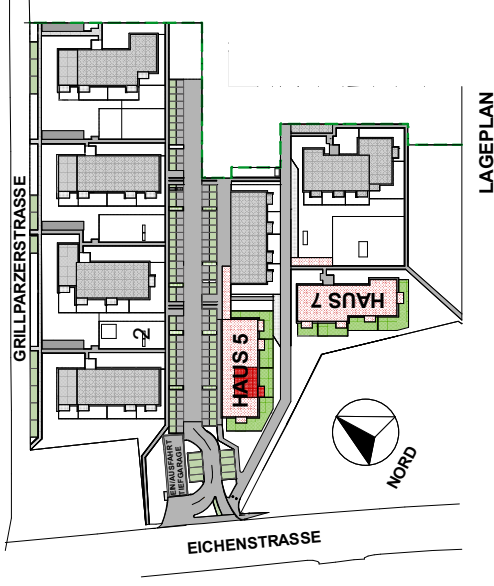 LAGEPLAN
GRILLPARZERSTRASSE
HAUS 7
2
HAUS 5
EIN/AUSFAHRT
TIEFGARAGE
NORD
EICHENSTRASSE